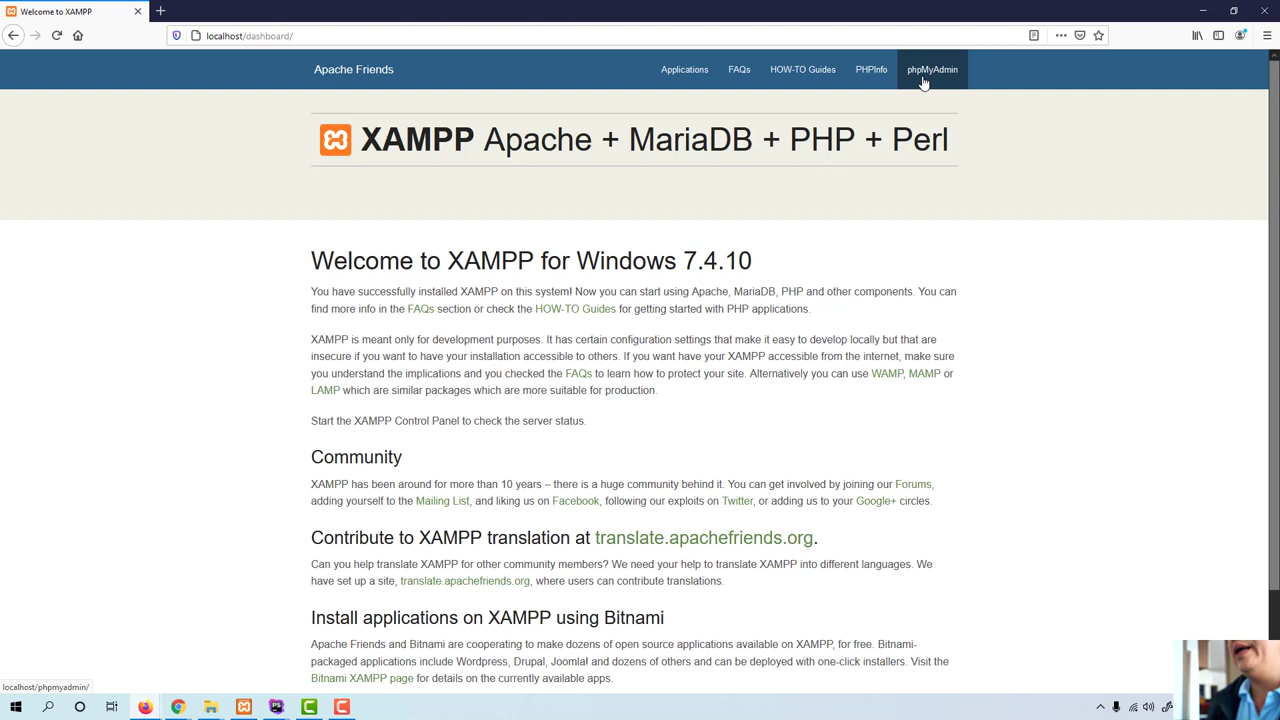 Welcome to XAMPP
localhost/dashboard/
Apache Friends
Applications
FAQs
HOW-TO Guides
PHPInfo
phpMyAdmin
XAMPP Apache + MariaDB + PHP + Perl
Welcome to XAMPP for Windows 7.4.10
You have successfully installed XAMPP on this system! Now you can start using Apache, MariaDB, PHP and other components. You can
find more info in the FAQs section or check the HOW-TO Guides for getting started with PHP applications.
XAMPP is meant only for development purposes. It has certain configuration settings that make it easy to develop locally but that are
insecure if you want to have your installation accessible to others. If you want have your XAMPP accessible from the internet, make sure
you understand the implications and you checked the FAQs to learn how to protect your site. Alternatively you can use WAMP, MAMP or
LAMP which are similar packages which are more suitable for production.
Start the XAMPP Control Panel to check the server status.
Community
XAMPP has been around for more than 10 years – there is a huge community behind it. You can get involved by joining our Forums,
adding yourself to the Mailing List, and liking us on Facebook, following our exploits on Twitter, or adding us to your Google+ circles.
Contribute to XAMPP translation at translate.apachefriends.org.
Can you help translate XAMPP for other community members? We need your help to translate XAMPP into different languages. We
have set up a site, translate.apachefriends.org, where users can contribute translations.
Install applications on XAMPP using Bitnami
Apache Friends and Bitnami are cooperating to make dozens of open source applications available on XAMPP, for free. Bitnami-
packaged applications include Wordpress, Drupal, Joomla! and dozens of others and can be deployed with one-click installers. Visit the
Bitnami XAMPP page for details on the currently available apps.
localhost/phpmyadmin/
PS
C
C